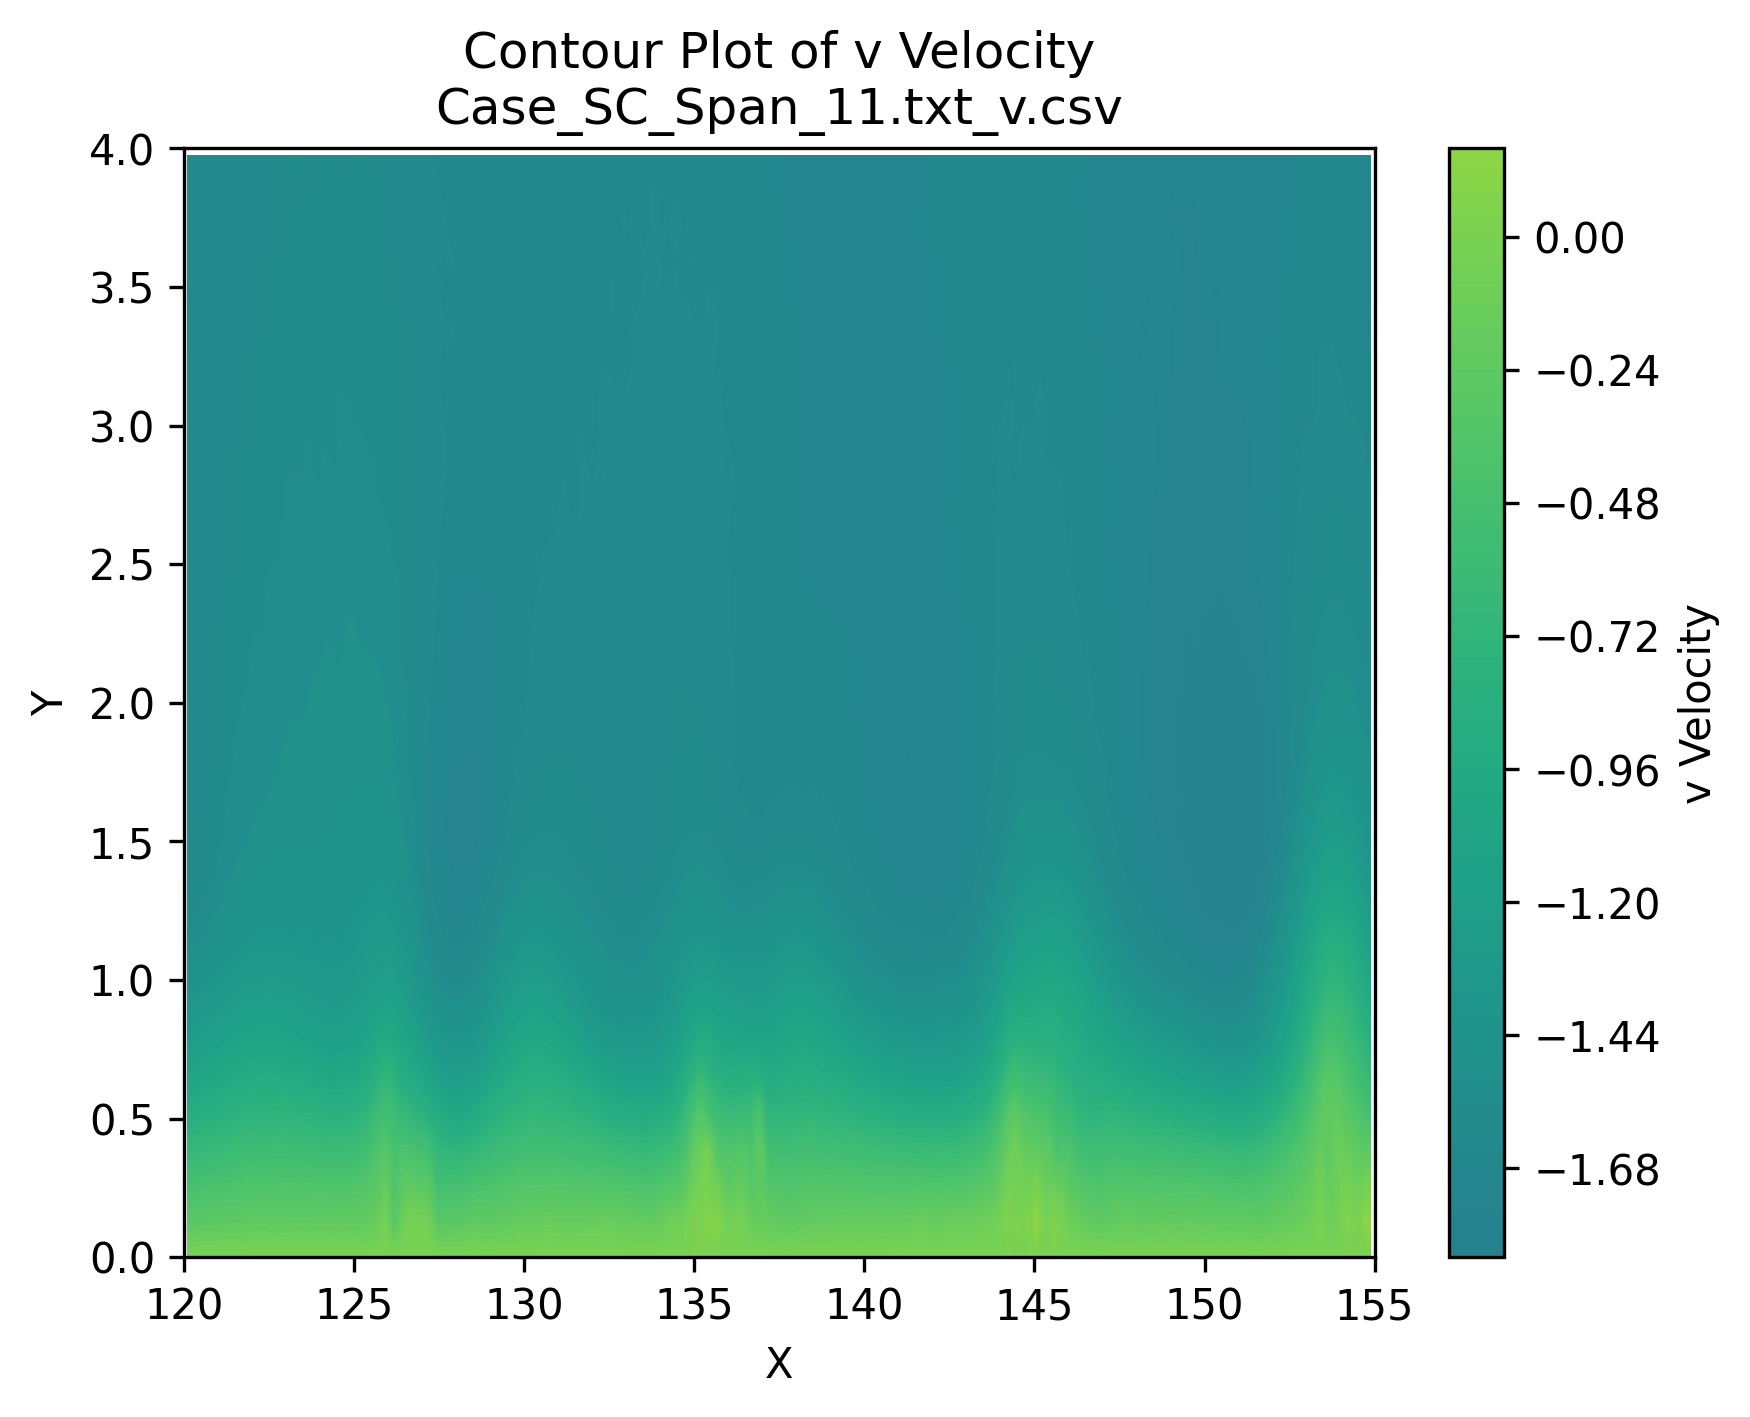 Contour Plot of v Velocity
Case_SC_Span_11.txt_v.csv
4.0
3.5
3.0
2.5
2.0
1.5
1.0
0.5
0.0
Y
120 125 130 135 140 145 150 155
X
0.00
−0.24
−0.48
−0.72
−0.96
−1.20
−1.44
−1.68
v Velocity